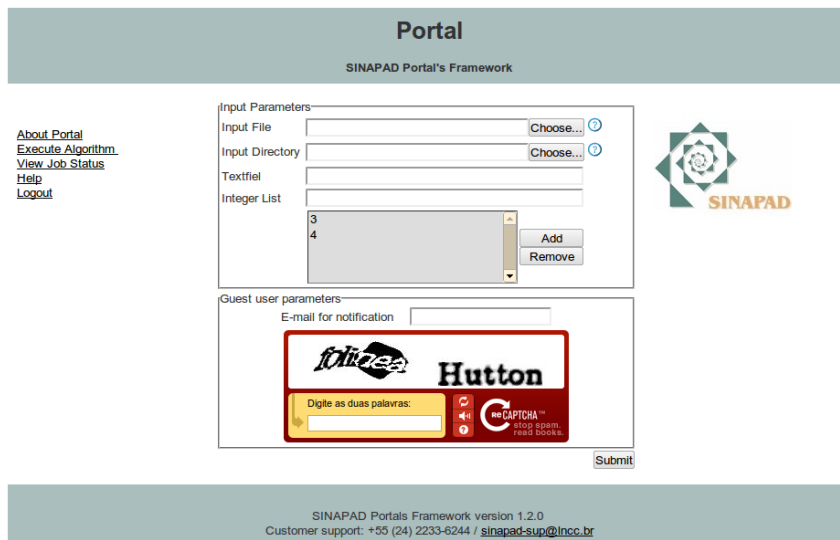 Portal
SINAPAD Portal's Framework
About Portal
Execute Algorithm
View Job Status
Help
Logout
Input Parameters
Input File Choose... ?
Input Directory Choose... ?
Textfiel
Integer List
3
4
Add
Remove
SINAPAD
Guest user parameters
E-mail for notification
Hutton
Digite as duas palavras:
?
reCAPTCHA™
stop spam.
read books.
Submit
SINAPAD Portals Framework version 1.2.0
Customer support: +55 (24) 2233-6244 / sinapad-sup@lncc.br